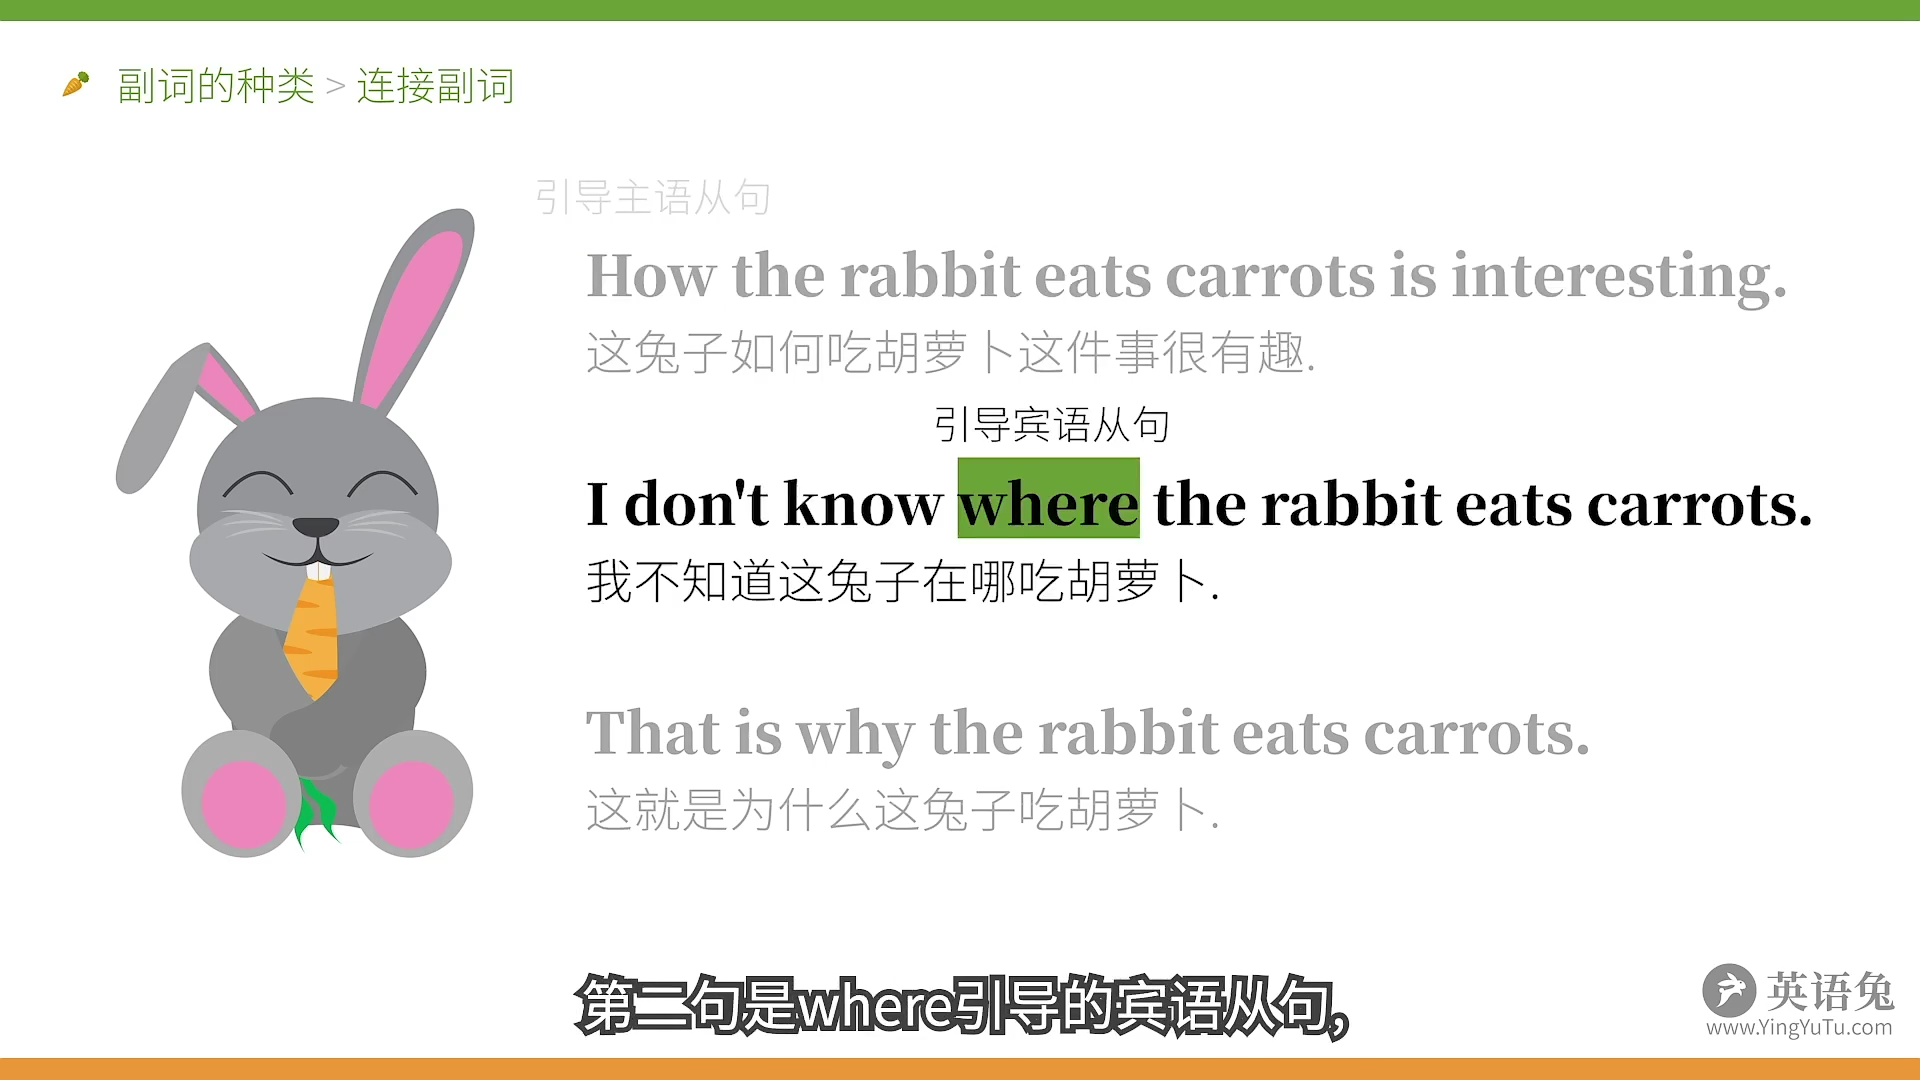 副词的种类 > 连接副词
引导主语从句
How the rabbit eats carrots is interesting.
这兔子如何吃胡萝卜这件事很有趣.
引导宾语从句
I don't know where the rabbit eats carrots.
我不知道这兔子在哪吃胡萝卜.
That is why the rabbit eats carrots.
这就是为什么这兔子吃胡萝卜.
第二句是where引导的宾语从句,
英语兔
www.YingYuTu.com